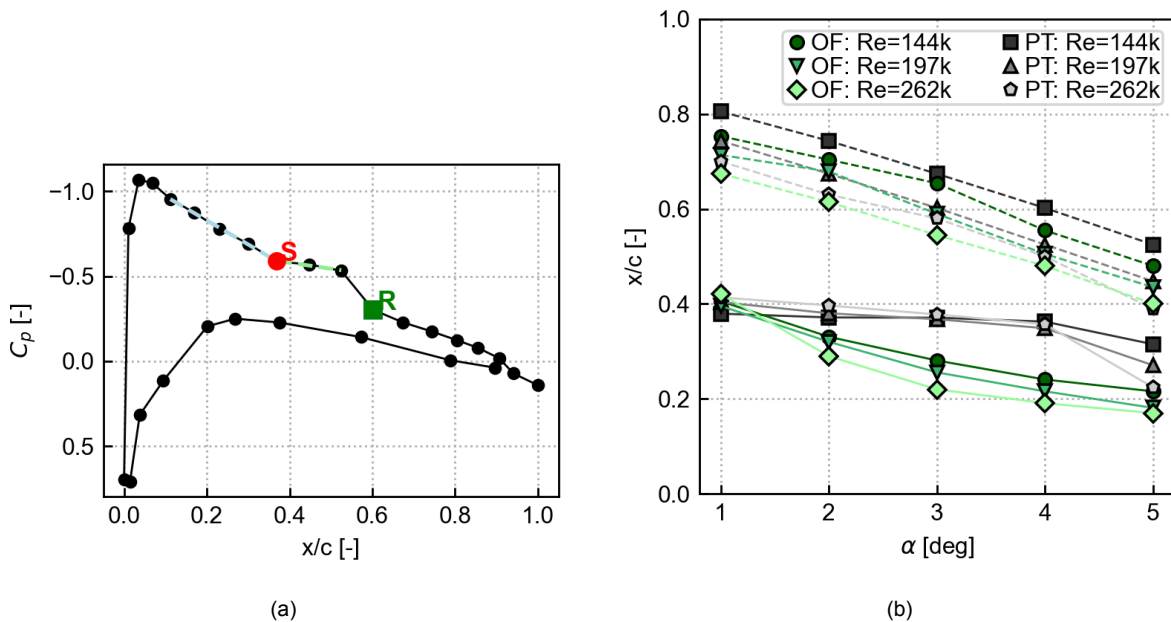 −1.0
−0.5
0.0
0.5
C_p [-]
S
R
0.0 0.2 0.4 0.6 0.8 1.0
x/c [-]
(a)
1.0
0.8
0.6
0.4
0.2
0.0
x/c [-]
OF: Re=144k PT: Re=144k
OF: Re=197k PT: Re=197k
OF: Re=262k PT: Re=262k
1 2 3 4 5
α [deg]
(b)